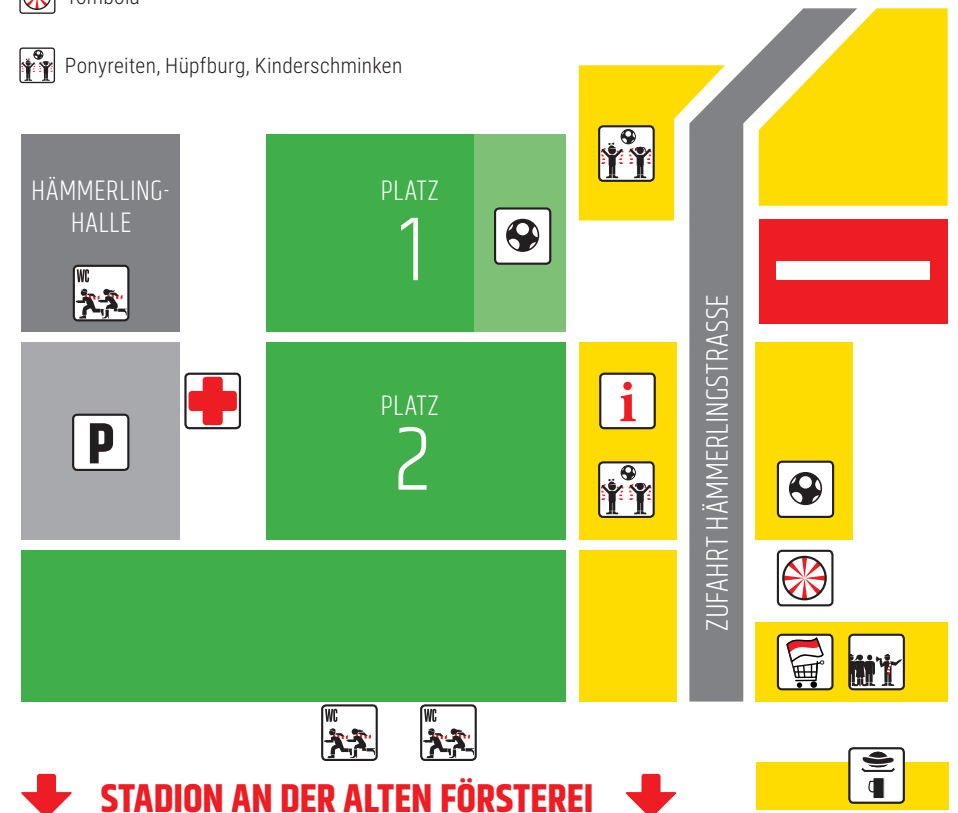 Tombola
Ponyreiten, Hüpfburg, Kinderschminken
HÄMMERLING-
HALLE
WC
PLATZ
1
P
PLATZ
2
i
ZUFAHRT HÄMMERLINGSTRASSE
WC
WC
STADION AN DER ALTEN FÖRSTEREI